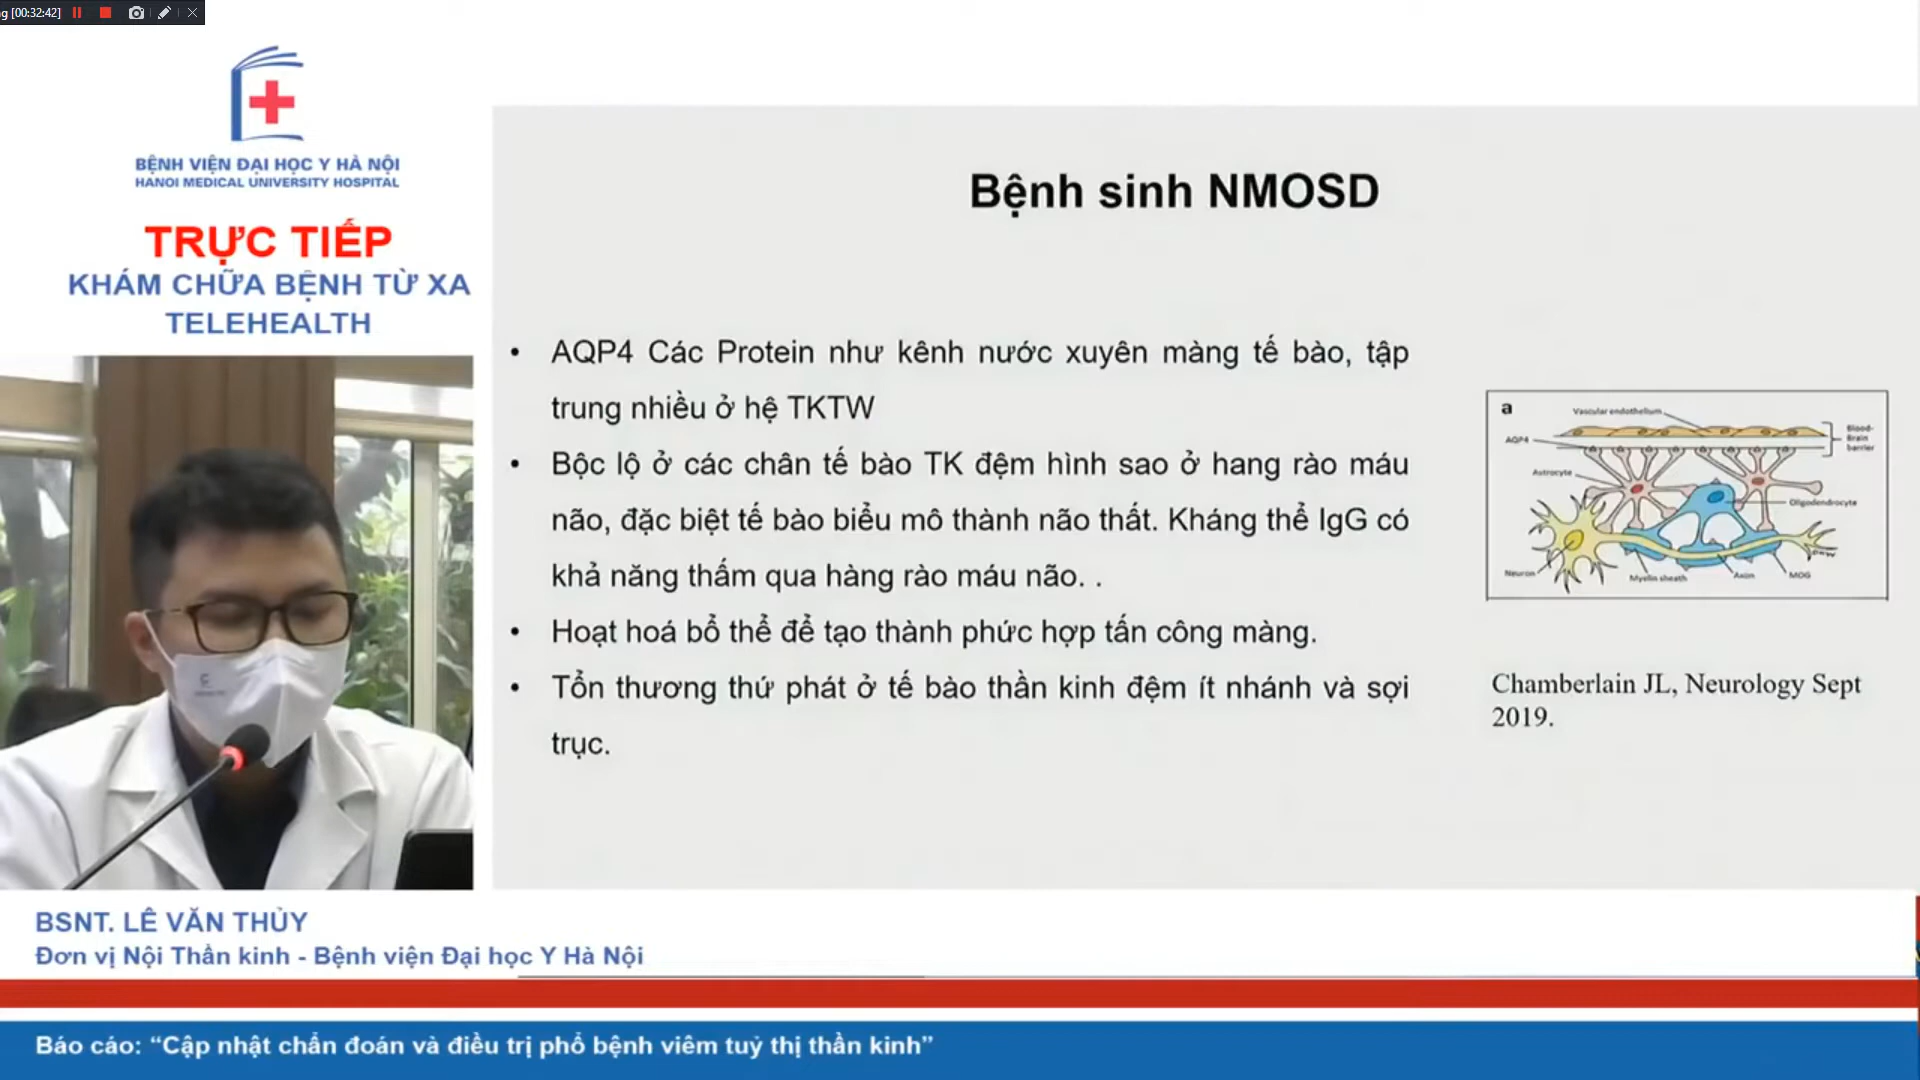 g [00:32:42]
BỆNH VIỆN ĐẠI HỌC Y HÀ NỘI
HANOI MEDICAL UNIVERSITY HOSPITAL
TRỰC TIẾP
KHÁM CHỮA BỆNH TỪ XA
TELEHEALTH
Bệnh sinh NMOSD
• AQP4 Các Protein như kênh nước xuyên màng tế bào, tập
trung nhiều ở hệ TKTW
• Bộc lộ ở các chân tế bào TK đệm hình sao ở hang rào máu
não, đặc biệt tế bào biểu mô thành não thất. Kháng thể IgG có
khả năng thấm qua hàng rào máu não. .
• Hoạt hoá bổ thể để tạo thành phức hợp tấn công màng.
• Tổn thương thứ phát ở tế bào thần kinh đệm ít nhánh và sợi
trục.
a
Vascular endothelium
AQP4
Blood-
Brain
barrier
Astrocyte
Oligodendrocyte
Neuron
Myelin sheath
Axon
MOG
Chamberlain JL, Neurology Sept
2019.
BSNT. LÊ VĂN THỦY
Đơn vị Nội Thần kinh - Bệnh viện Đại học Y Hà Nội
Báo cáo: “Cập nhật chẩn đoán và điều trị phổ bệnh viêm tuỷ thị thần kinh”